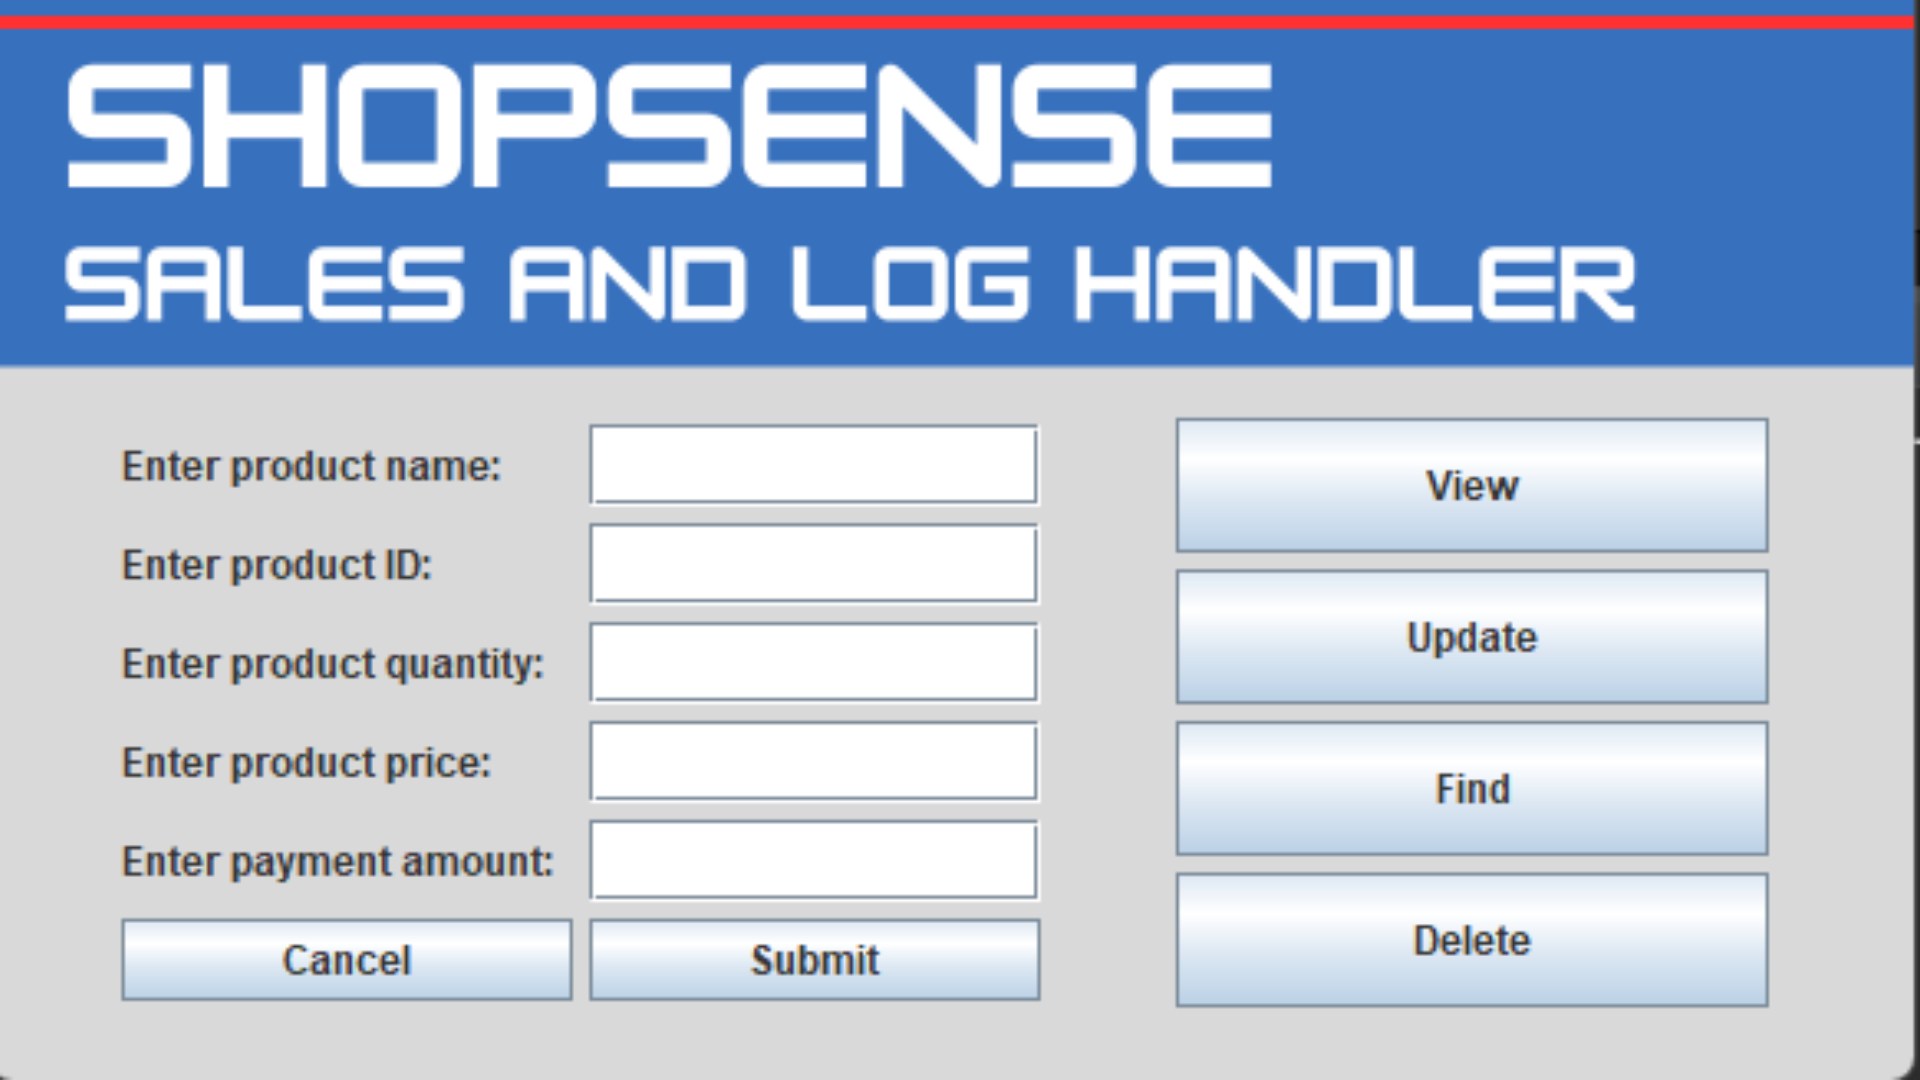 SHOPSENSE
SALES AND LOG HANDLER
Enter product name:
Enter product ID:
Enter product quantity:
Enter product price:
Enter payment amount:
Cancel
Submit
View
Update
Find
Delete